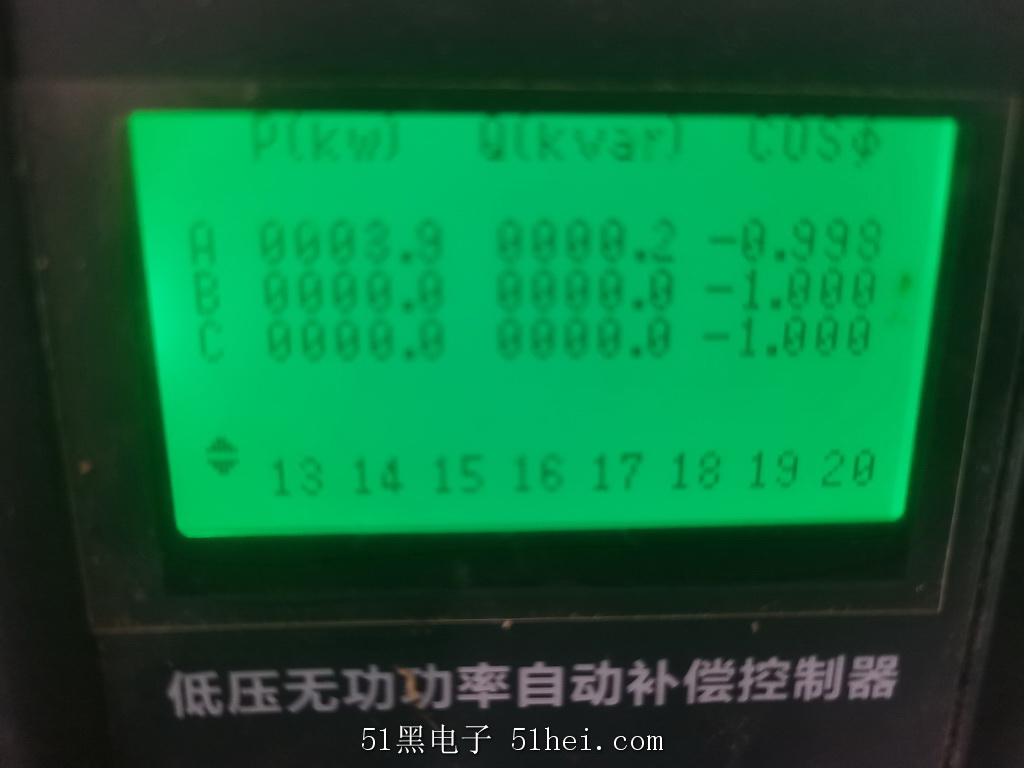 P(kw) Q(kvar) COSΦ
A 0003.9 0000.2 -0.998
B 0000.0 0000.0 -1.000
C 0000.0 0000.0 -1.000
13 14 15 16 17 18 19 20
低压无功功率自动补偿控制器
51黑电子 51hei.com